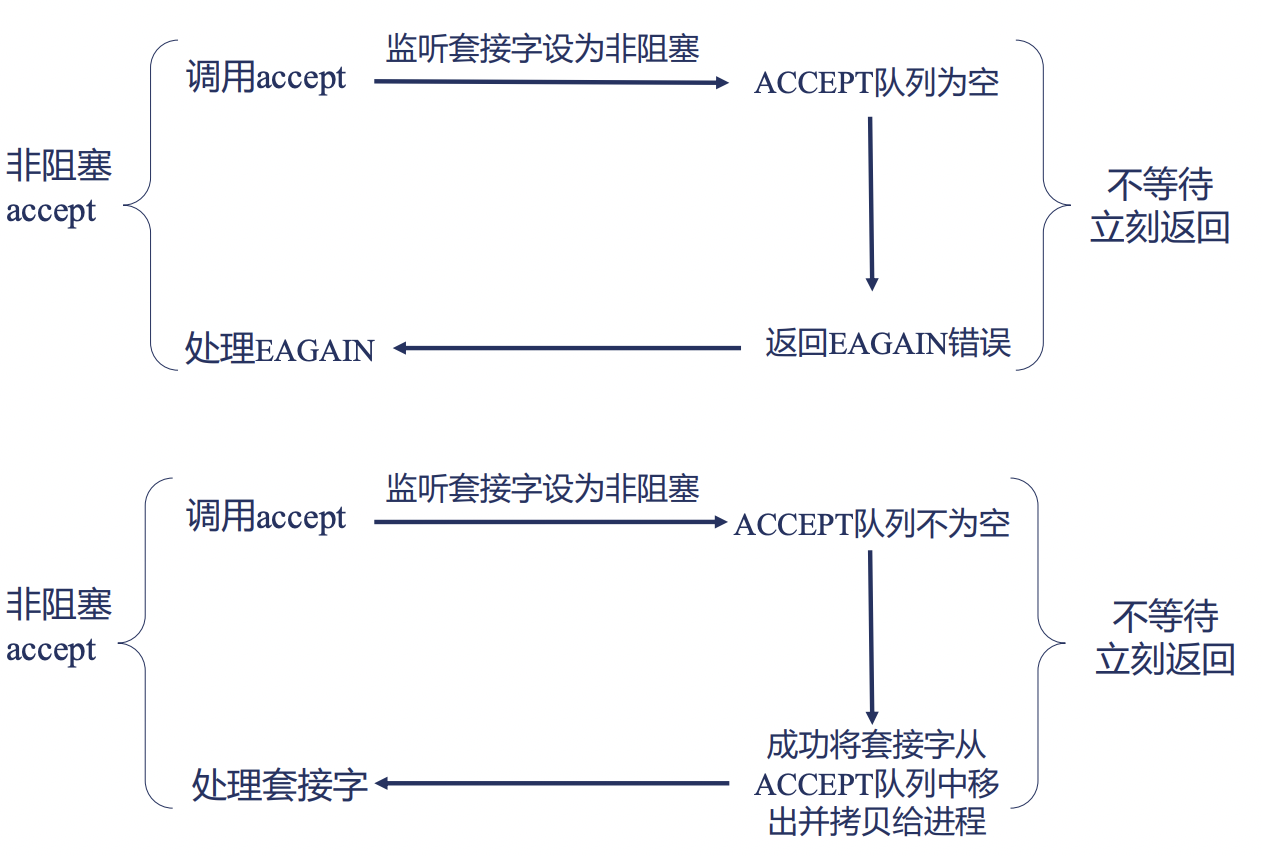 监听套接字设为非阻塞
调用accept
ACCEPT队列为空
非阻塞
accept
不等待
立刻返回
处理EAGAIN
返回EAGAIN错误
监听套接字设为非阻塞
调用accept
ACCEPT队列不为空
非阻塞
accept
不等待
立刻返回
成功将套接字从
ACCEPT队列中移
出并拷贝给进程
处理套接字